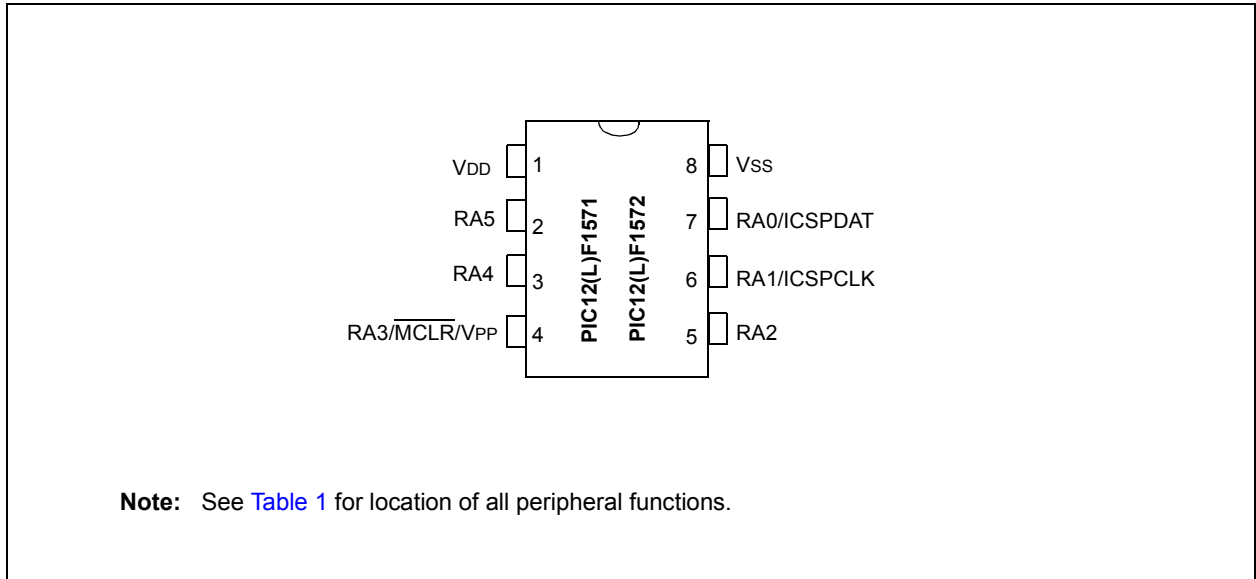 VDD 1 8 VSS
RA5 2 7 RA0/ICSPDAT
RA4 3 6 RA1/ICSPCLK
RA3/MCLR/VPP 4 5 RA2
PIC12(L)F1571
PIC12(L)F1572
Note: See Table 1 for location of all peripheral functions.